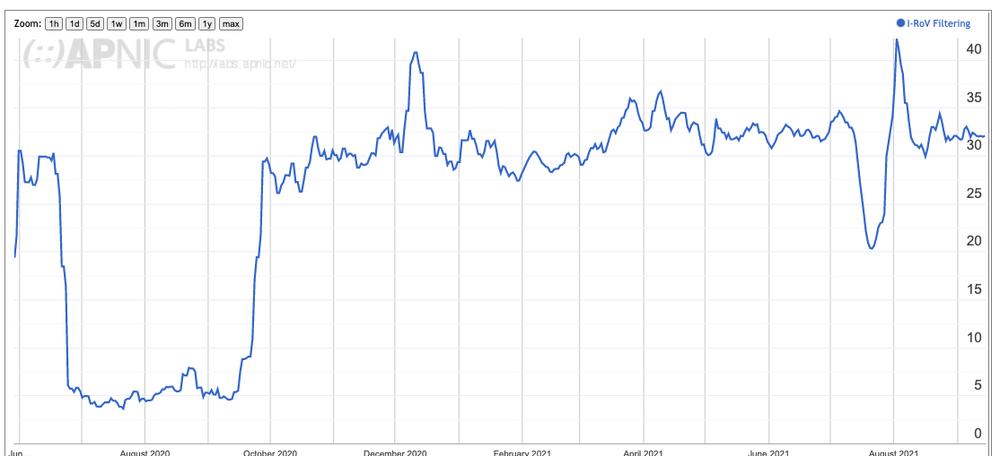 Zoom: 1h 1d 5d 1w 1m 3m 6m 1y max
I-RoV Filtering
(::)APNIC LABS
http://labs.apnic.net/
40
35
30
25
20
15
10
5
0
Jun... August 2020 October 2020 December 2020 February 2021 April 2021 June 2021 August 2021